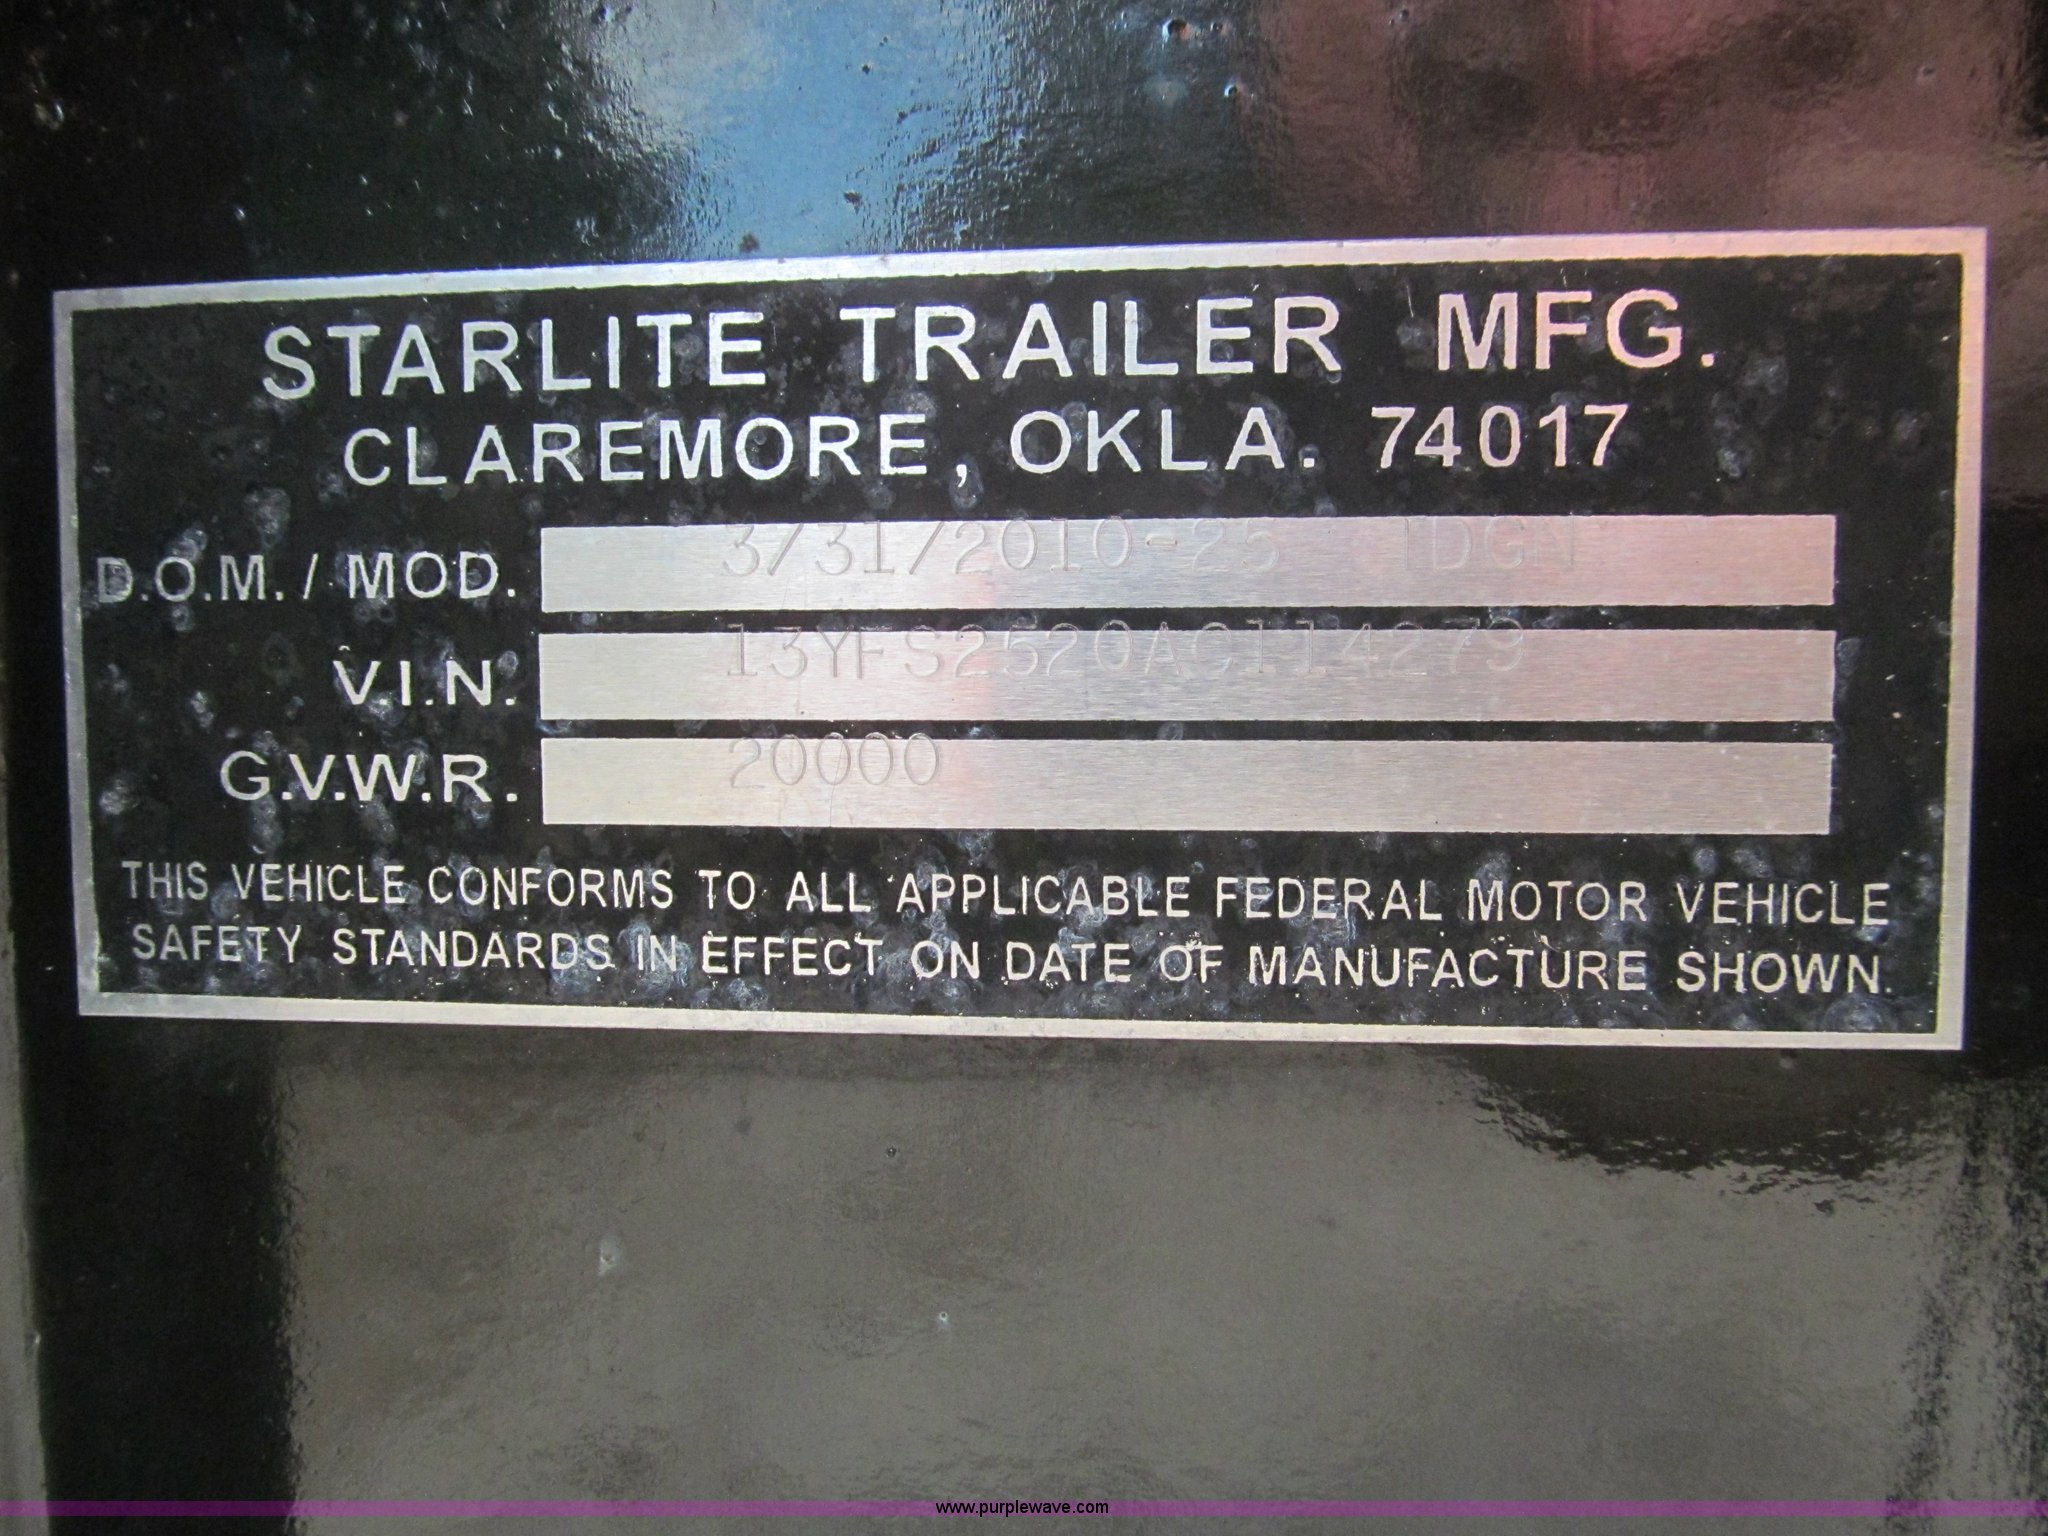 STARLITE TRAILER MFG.
CLAREMORE, OKLA. 74017
D.O.M./ MOD. 3/31/2010-25 TDGN
V.I.N. 13YFS2520AC114279
G.V.W.R. 20000
THIS VEHICLE CONFORMS TO ALL APPLICABLE FEDERAL MOTOR VEHICLE
SAFETY STANDARDS IN EFFECT ON DATE OF MANUFACTURE SHOWN.
www.purplewave.com